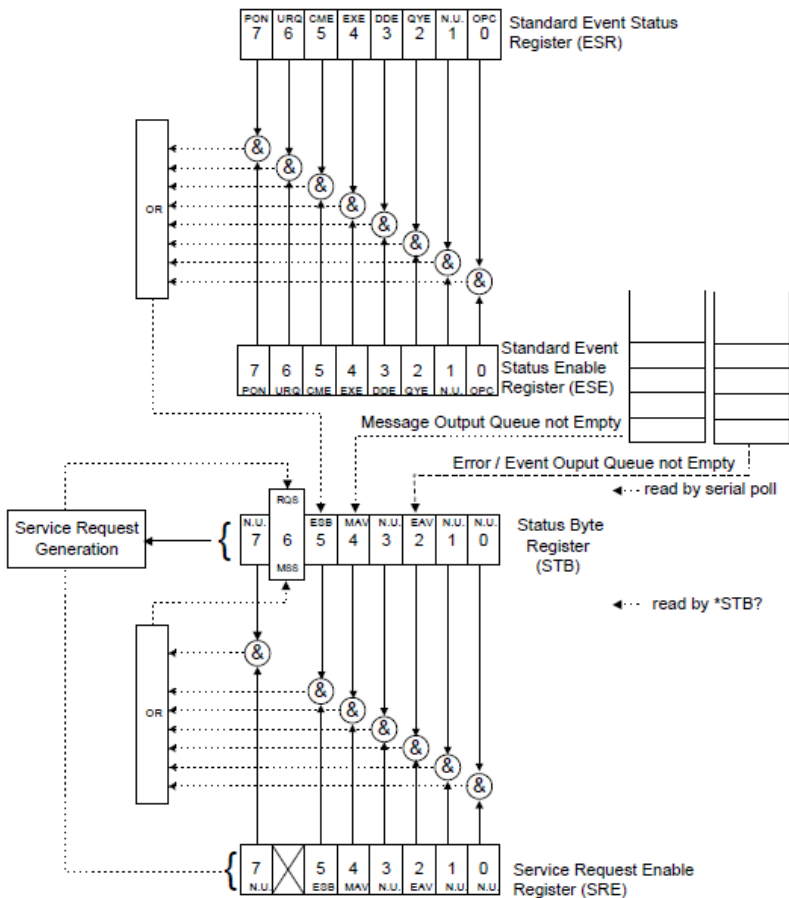 PON URQ CME EXE DDE QYE N.U. OPC
7 6 5 4 3 2 1 0
Standard Event Status
Register (ESR)
& & & & & & & &
OR
7 6 5 4 3 2 1 0
PON URQ CME EXE DDE QYE N.U. OPC
Standard Event
Status Enable
Register (ESE)
Message Output Queue not Empty
Error / Event Ouput Queue not Empty
read by serial poll
Service Request
Generation
{
RQS
N.U. ESB MAV N.U. EAV N.U. N.U.
7 6 5 4 3 2 1 0
MSS
Status Byte
Register
(STB)
read by *STB?
& & & & & & &
OR
{
7 5 4 3 2 1 0
N.U. ESB MAV N.U. EAV N.U. N.U.
Service Request Enable
Register (SRE)